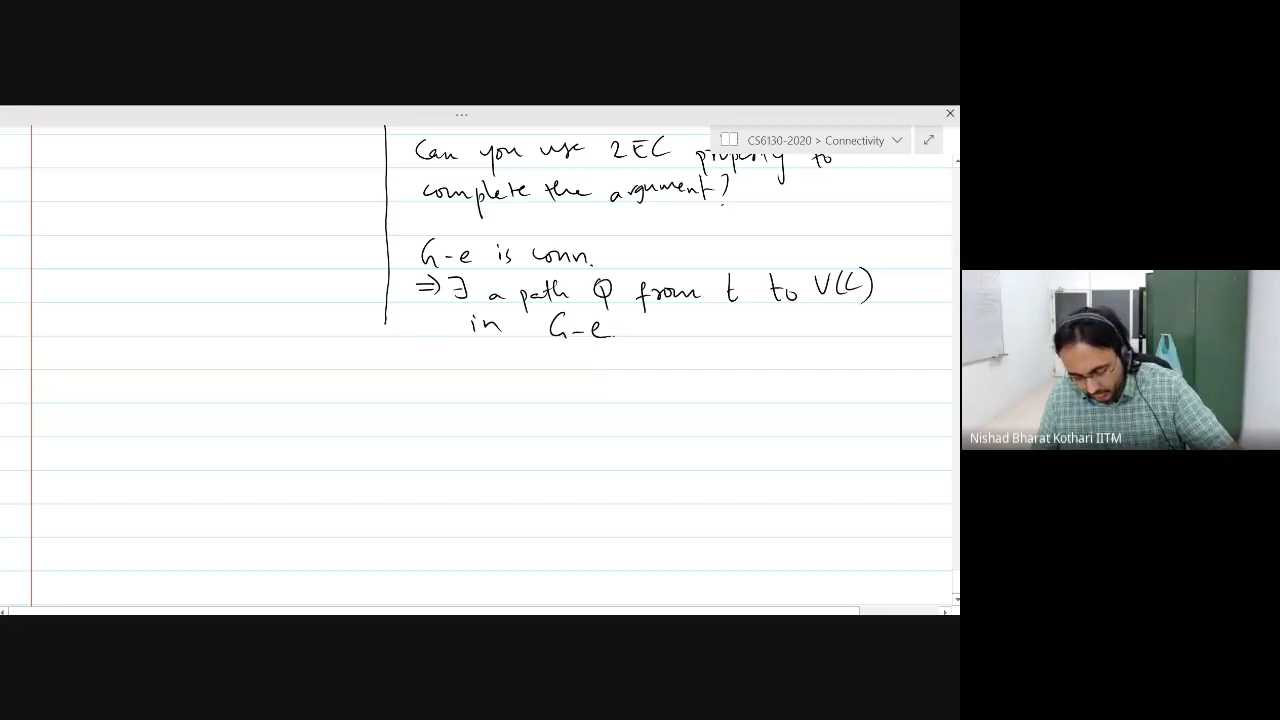 CS6130-2020 > Connectivity
Can you use 2EC property to
complete the argument?
G-e is conn.
⇒ ∃ a path Q from t to V(C)
in G-e.
Nishad Bharat Kothari IITM